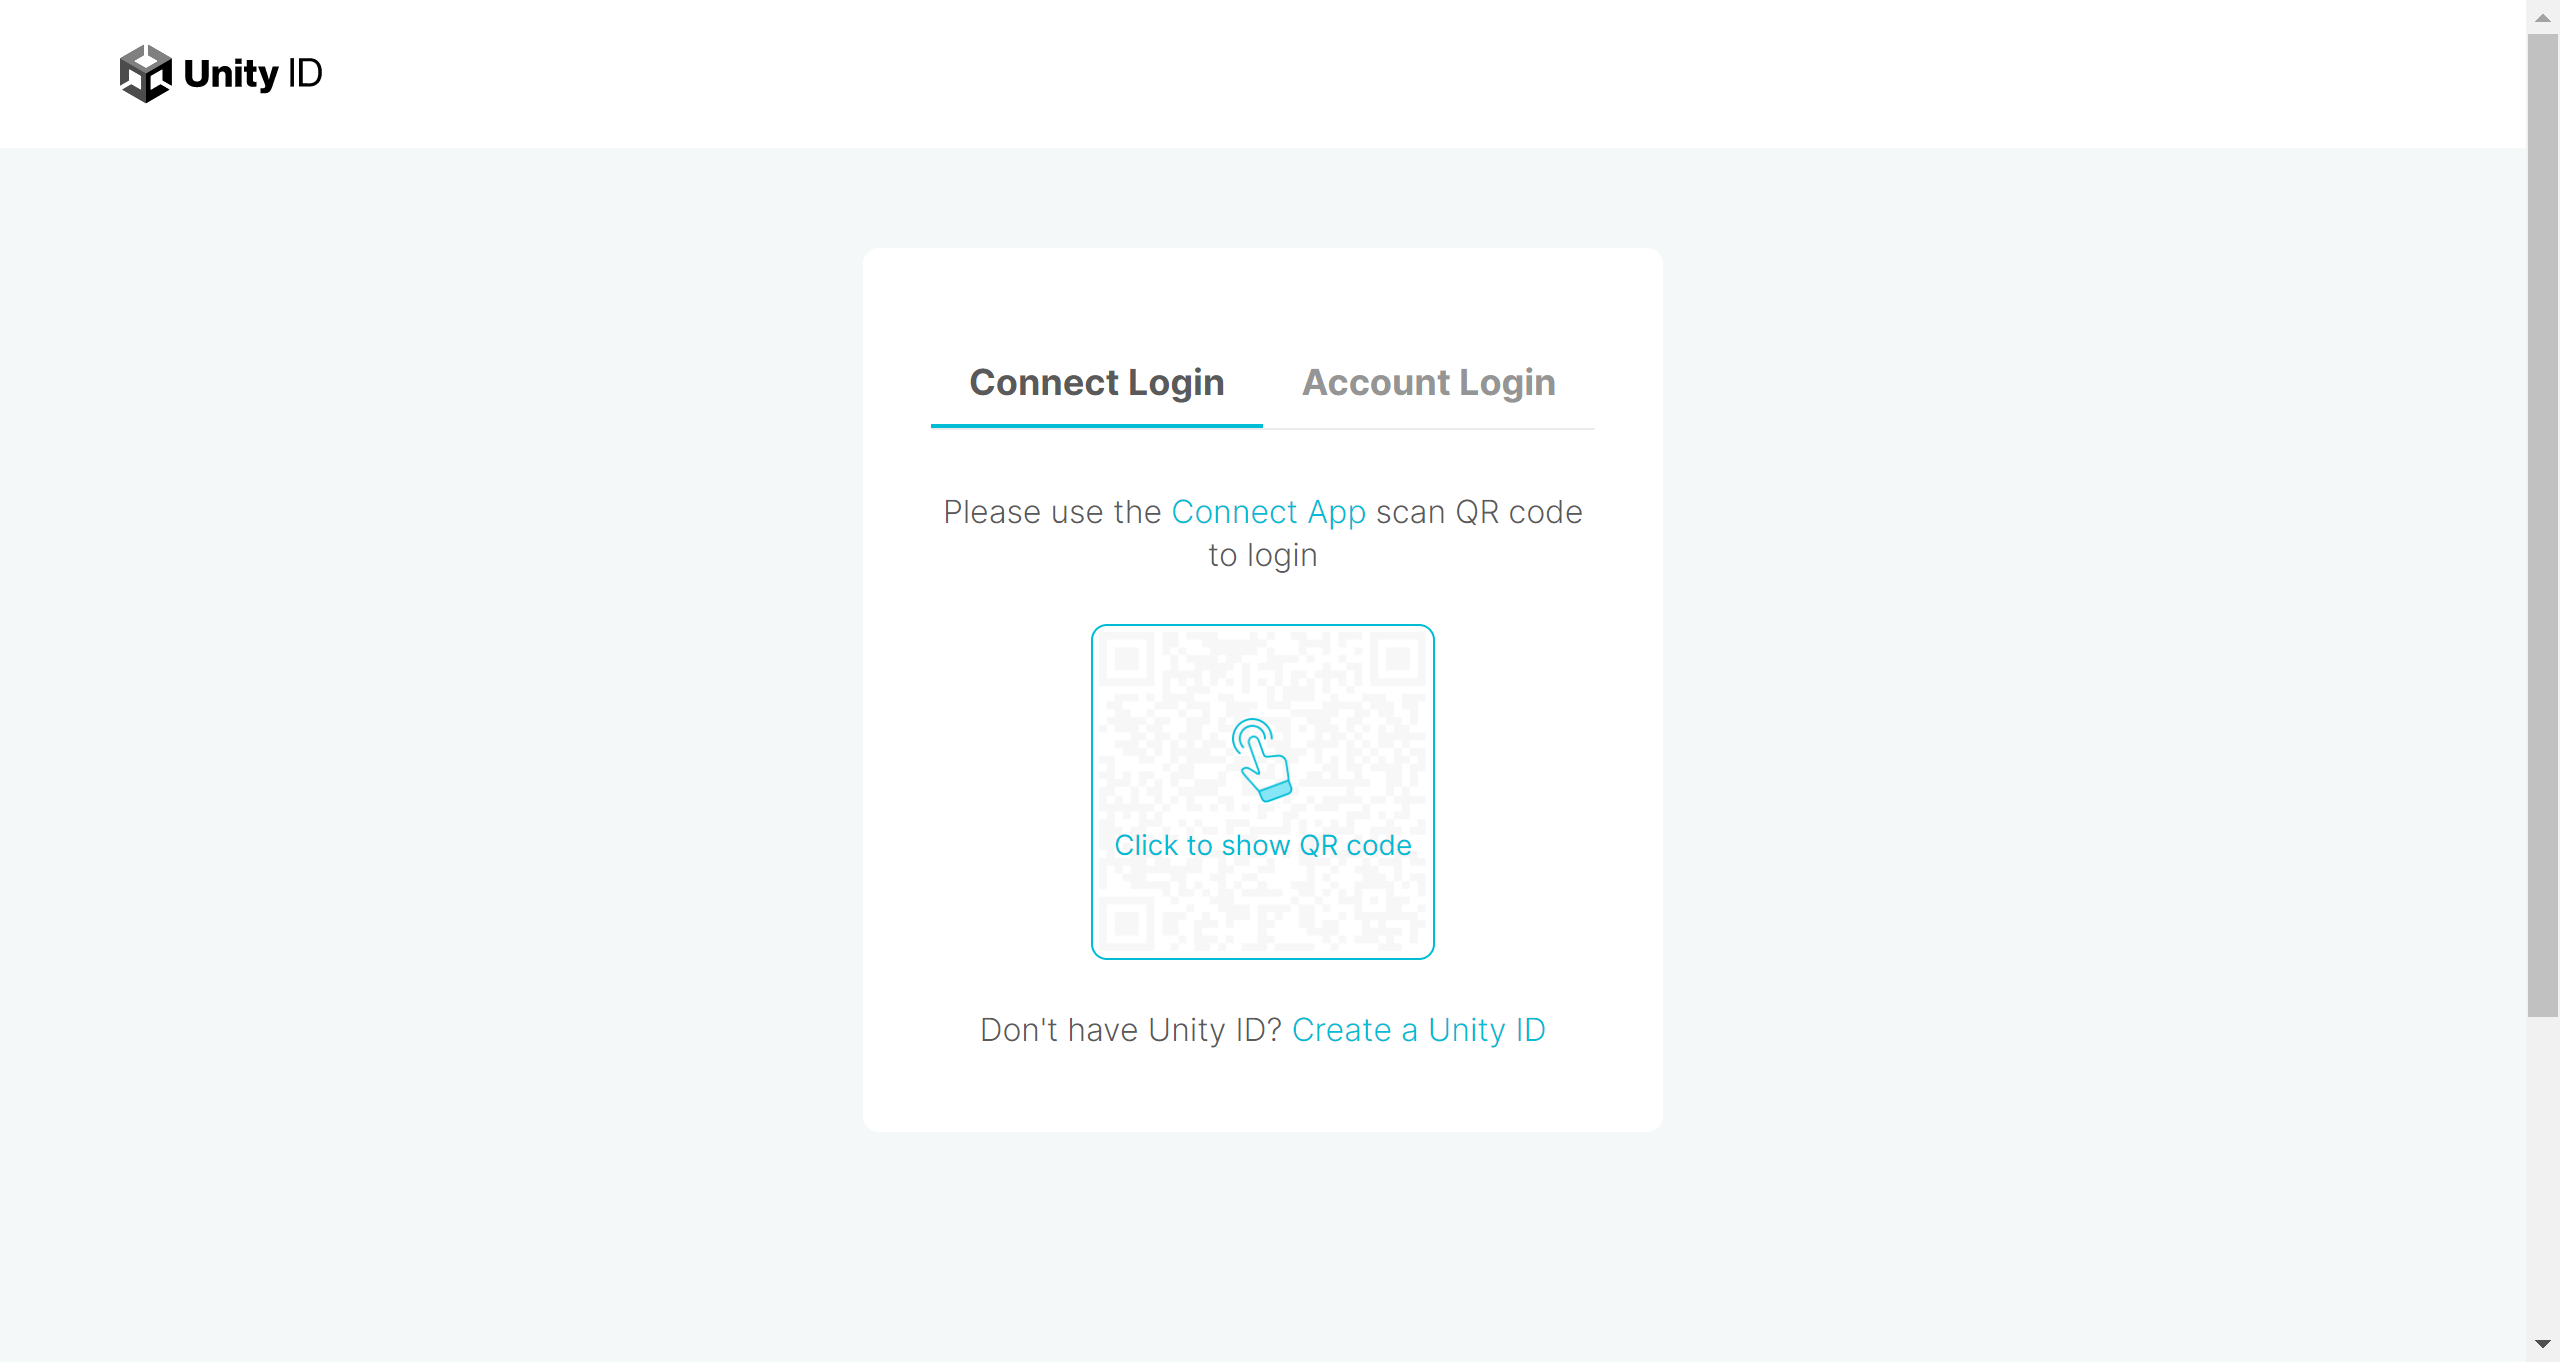 Unity ID
Connect Login
Account Login
Please use the Connect App scan QR code
to login
Click to show QR code
Don't have Unity ID? Create a Unity ID